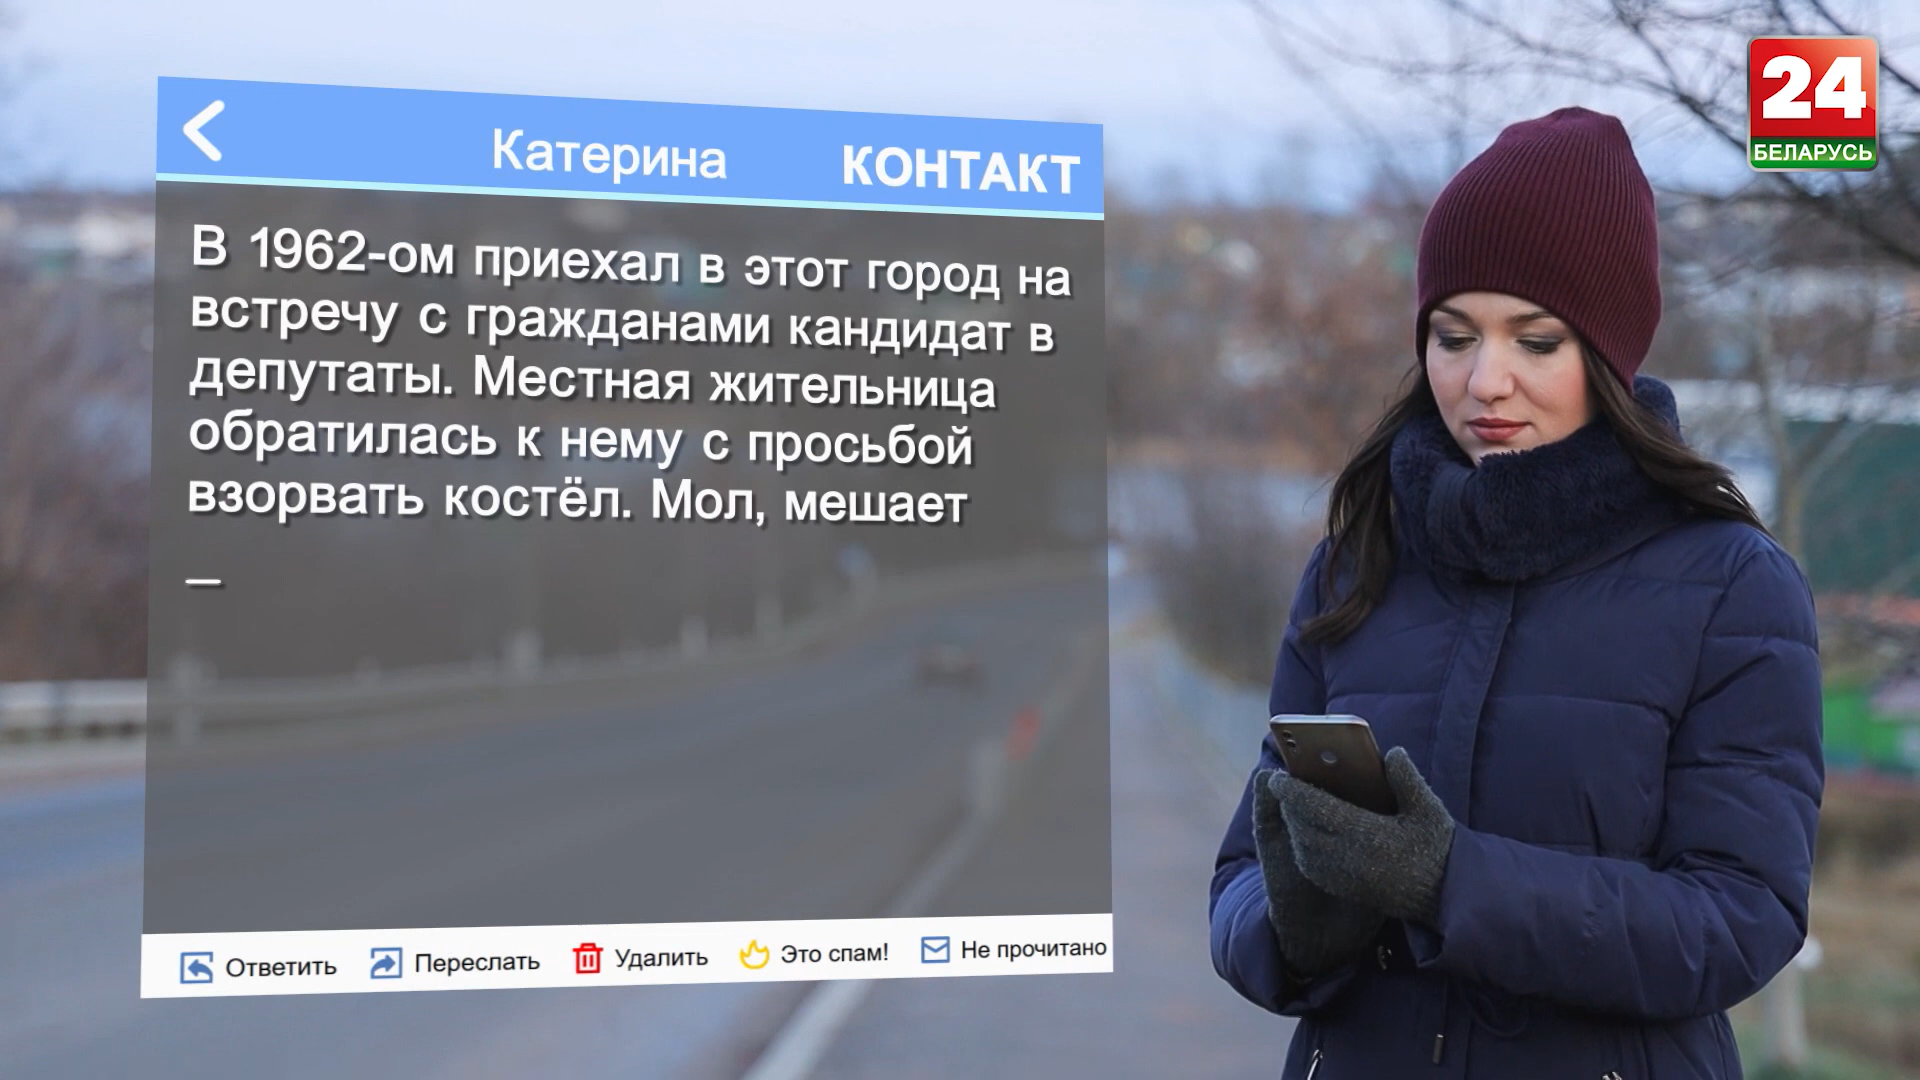 24
БЕЛАРУСЬ
Катерина
КОНТАКТ
В 1962-ом приехал в этот город на
встречу с гражданами кандидат в
депутаты. Местная жительница
обратилась к нему с просьбой
взорвать костёл. Мол, мешает
_
Ответить
Переслать
Удалить
Это спам!
Не прочитано